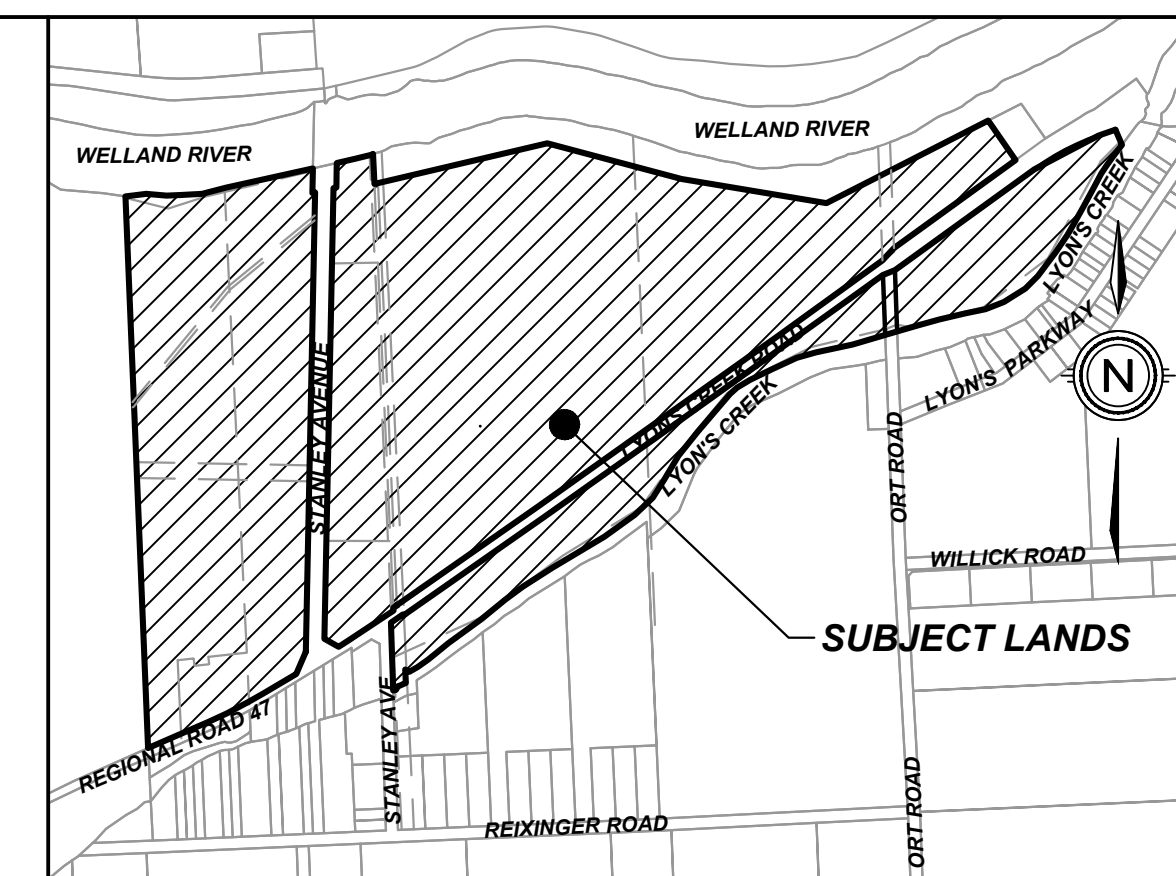 WELLAND RIVER
WELLAND RIVER
LYON'S CREEK
LYON'S PARKWAY
N
STANLEY AVENUE
LYONS CREEK ROAD
LYON'S CREEK
ORT ROAD
WILLICK ROAD
SUBJECT LANDS
STANLEY AVE
REGIONAL ROAD 47
REIXINGER ROAD
ORT ROAD